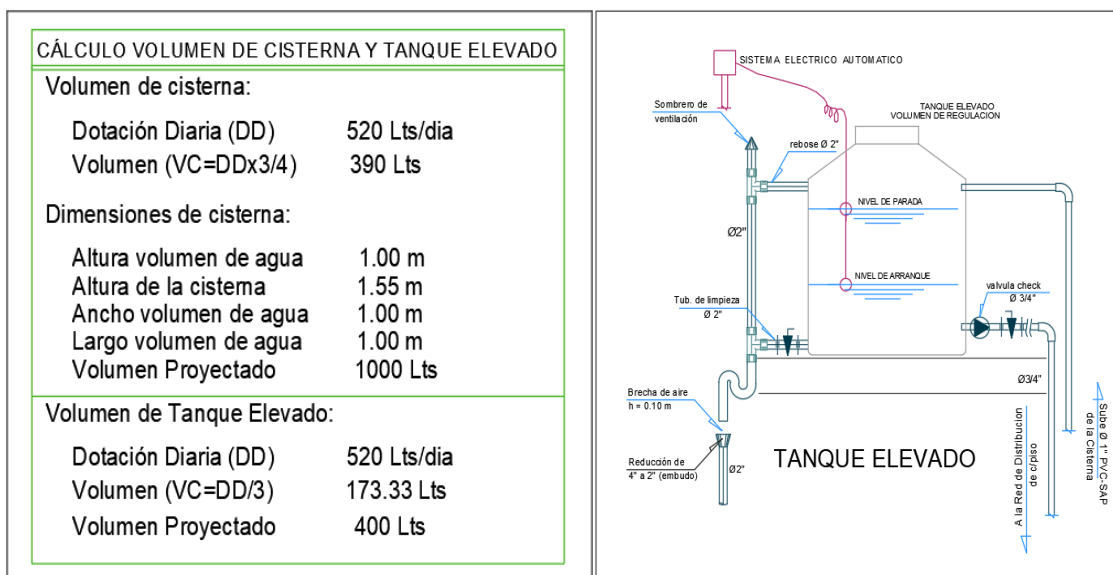 CÁLCULO VOLUMEN DE CISTERNA Y TANQUE ELEVADO
Volumen de cisterna:
Dotación Diaria (DD) 520 Lts/dia
Volumen (VC=DDx3/4) 390 Lts
Dimensiones de cisterna:
Altura volumen de agua 1.00 m
Altura de la cisterna 1.55 m
Ancho volumen de agua 1.00 m
Largo volumen de agua 1.00 m
Volumen Proyectado 1000 Lts
Volumen de Tanque Elevado:
Dotación Diaria (DD) 520 Lts/dia
Volumen (VC=DD/3) 173.33 Lts
Volumen Proyectado 400 Lts
SISTEMA ELECTRICO AUTOMATICO
Sombrero de
ventilación
TANQUE ELEVADO
VOLUMEN DE REGULACION
rebose Ø 2"
NIVEL DE PARADA
Ø2"
NIVEL DE ARRANQUE
Tub. de limpieza
Ø 2"
valvula check
Ø 3/4"
Ø3/4"
Brecha de aire
h = 0.10 m
Reducción de
4" a 2" (embudo)
Ø2"
TANQUE ELEVADO
A la Red de Distribucion
de c/piso
Sube Ø 1" PVC-SAP
de la Cisterna